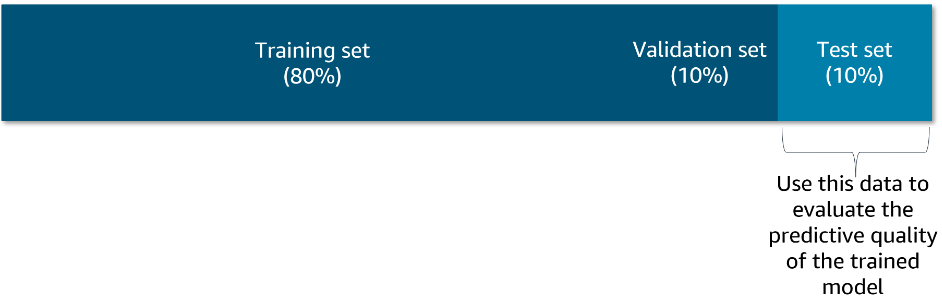 Training set
(80%)
Validation set
(10%)
Test set
(10%)
Use this data to
evaluate the
predictive quality
of the trained
model